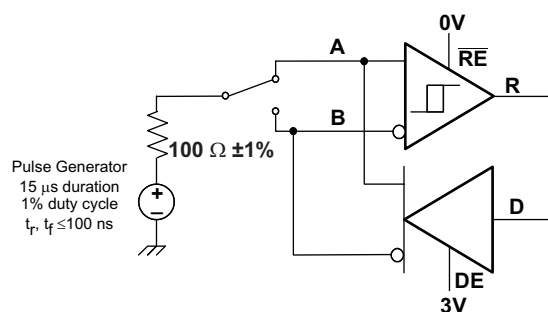 0V
A
RE
R
B
100 Ω ±1%
Pulse Generator
15 μs duration
1% duty cycle
tr, tf ≤100 ns
+
−
D
DE
3V